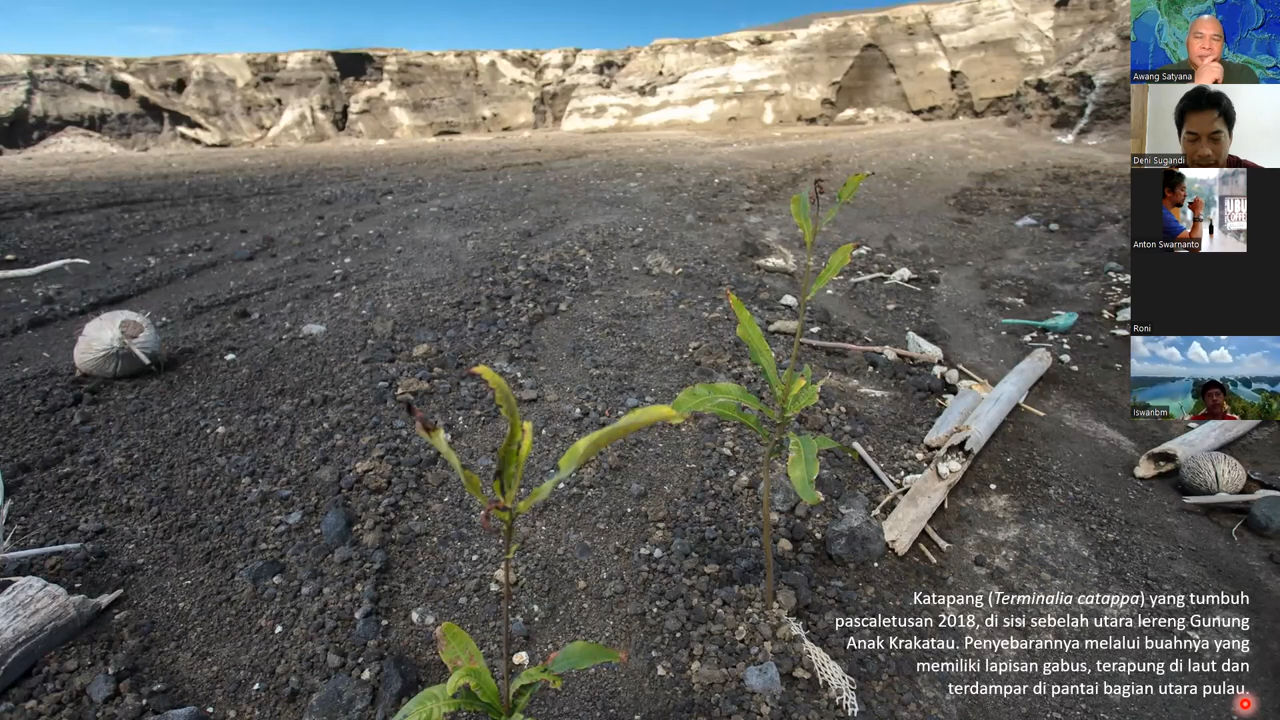 Awang Satyana
Deni Sugandi
Anton Swarnanto
Roni
Iswanbm
Katapang (Terminalia catappa) yang tumbuh
pascaletusan 2018, di sisi sebelah utara lereng Gunung
Anak Krakatau. Penyebarannya melalui buahnya yang
memiliki lapisan gabus, terapung di laut dan
terdampar di pantai bagian utara pulau.